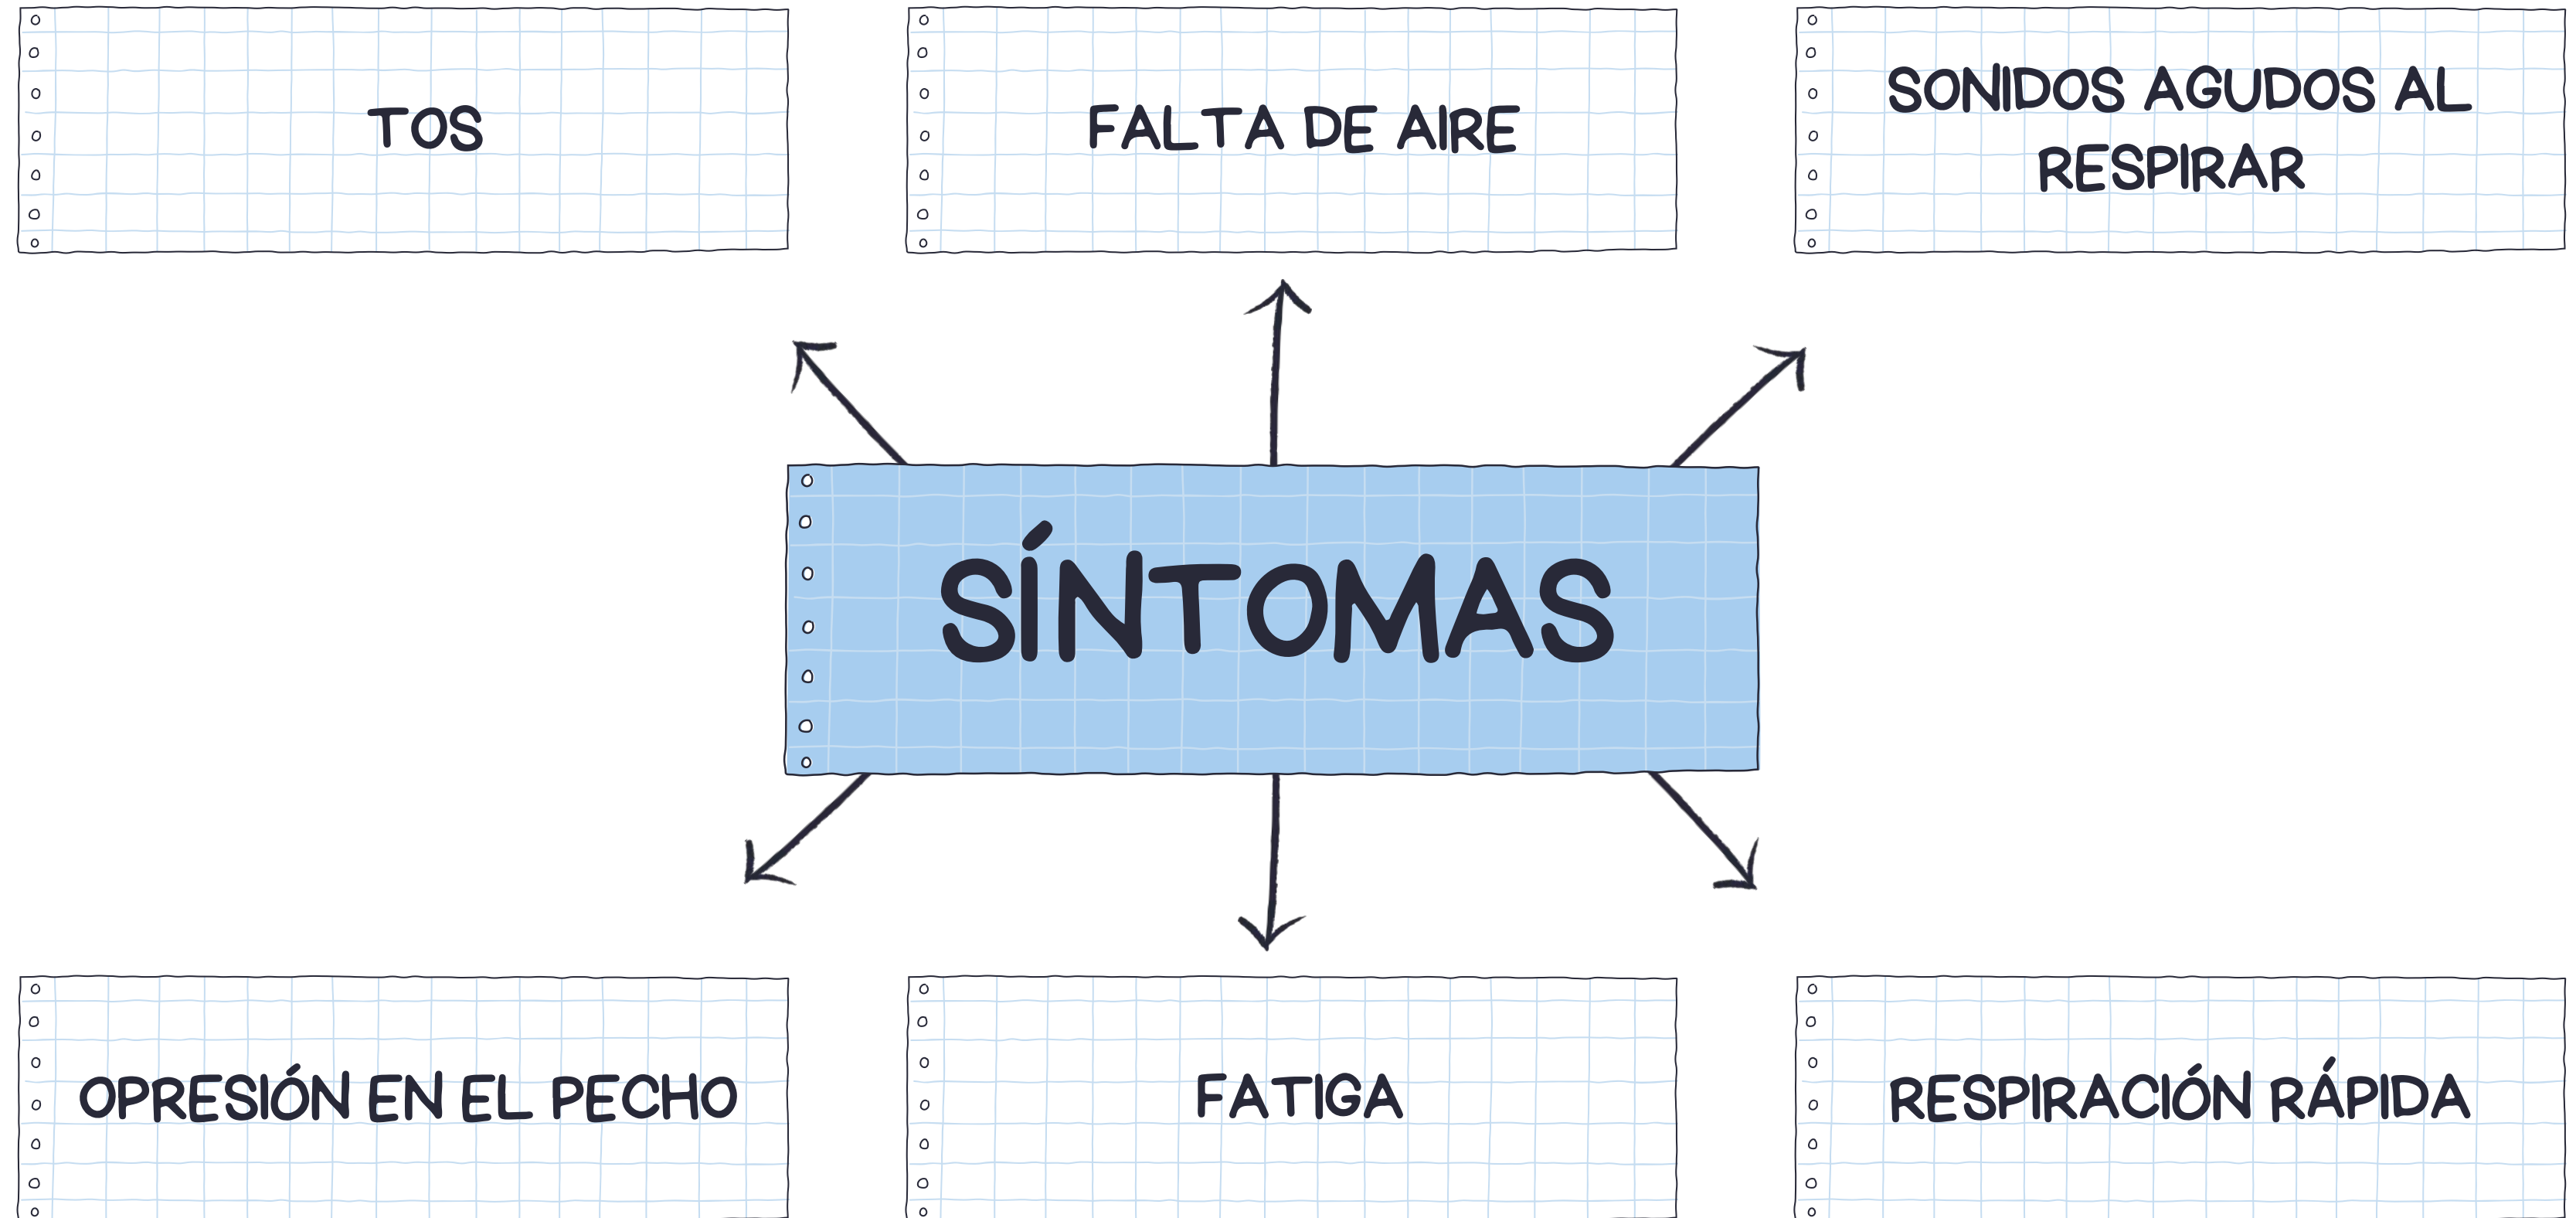 TOS
FALTA DE AIRE
SONIDOS AGUDOS AL
RESPIRAR
SÍNTOMAS
OPRESIÓN EN EL PECHO
FATIGA
RESPIRACIÓN RÁPIDA